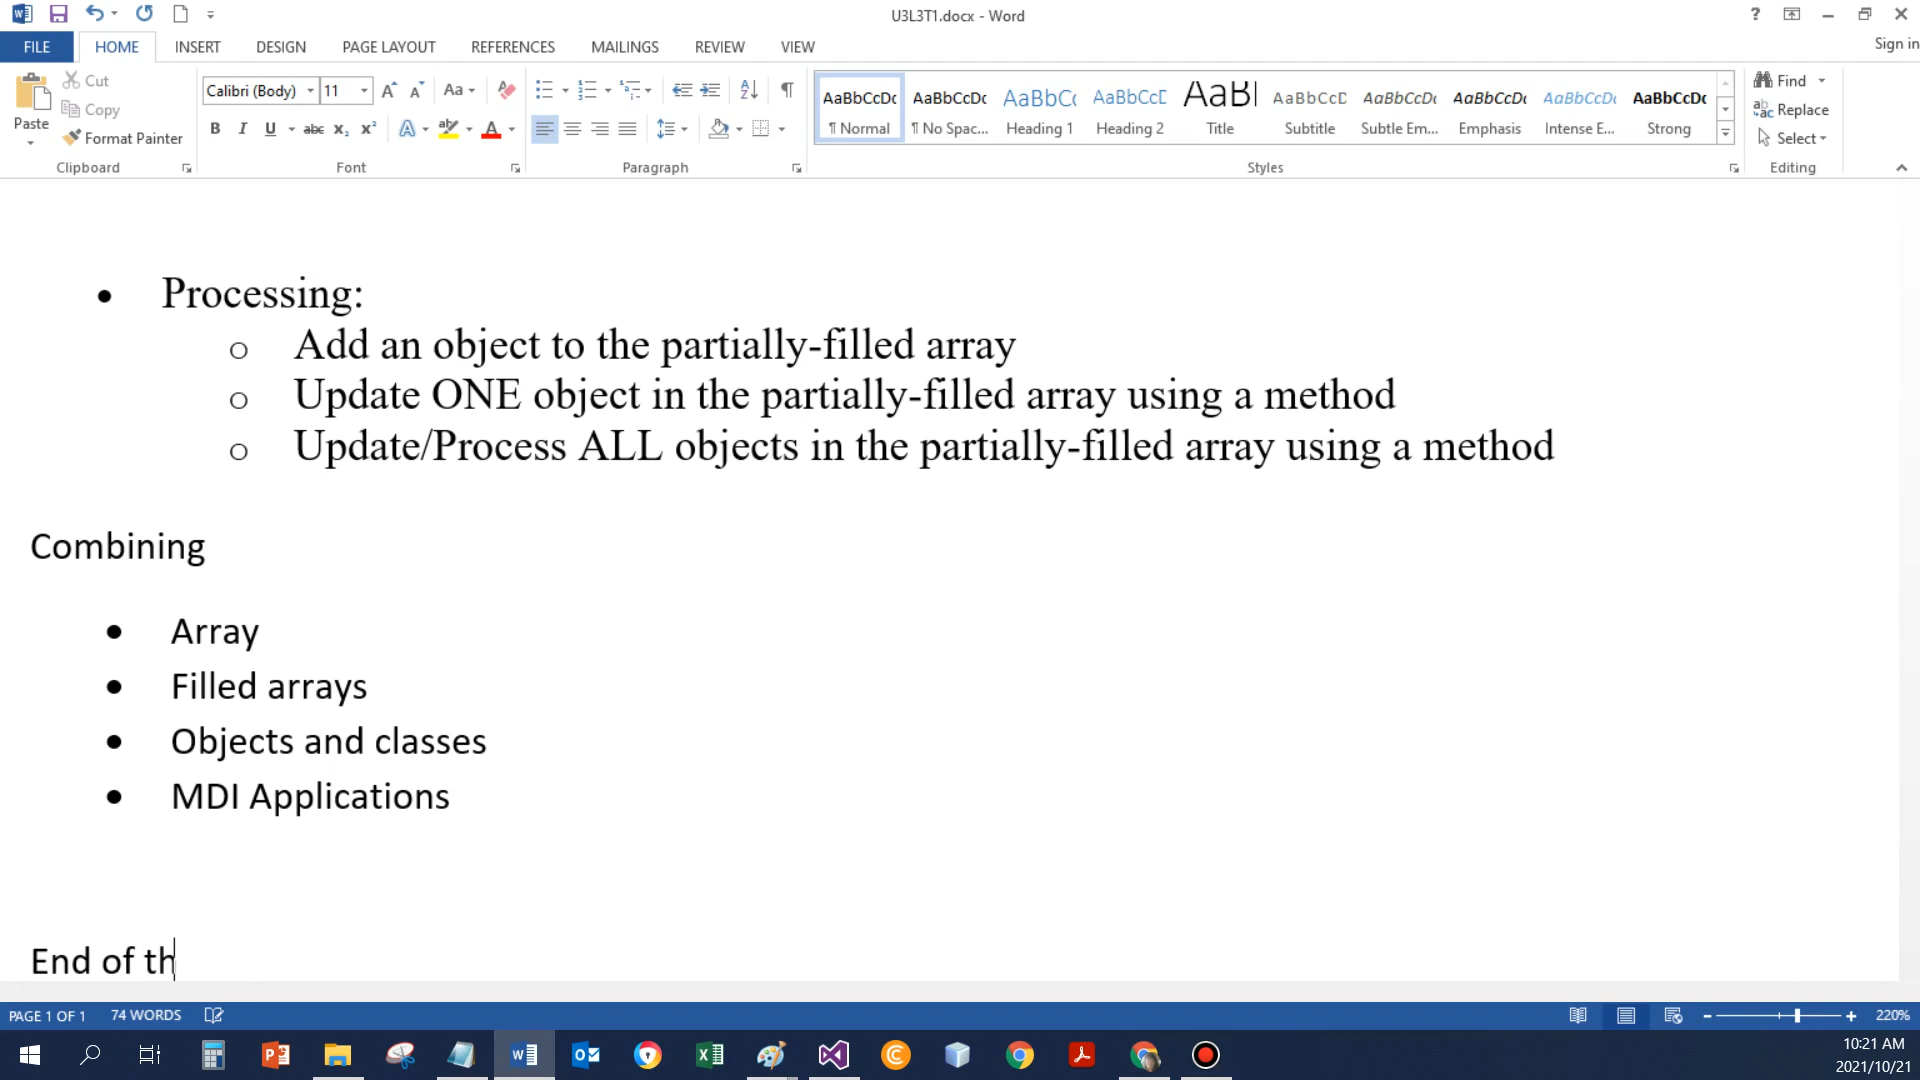 U3L3T1.docx - Word
Sign in
FILE HOME INSERT DESIGN PAGE LAYOUT REFERENCES MAILINGS REVIEW VIEW
Paste
Cut
Copy
Format Painter
Clipboard
Calibri (Body) 11
Font
Paragraph
AaBbCcDc AaBbCcDc AaBbCc AaBbCcD AaBl AaBbCcD AaBbCcDc AaBbCcDc AaBbCcDc AaBbCcDc
¶ Normal ¶ No Spac... Heading 1 Heading 2 Title Subtitle Subtle Em... Emphasis Intense E... Strong
Styles
Find
Replace
Select
Editing
• Processing:
o Add an object to the partially-filled array
o Update ONE object in the partially-filled array using a method
o Update/Process ALL objects in the partially-filled array using a method
Combining
• Array
• Filled arrays
• Objects and classes
• MDI Applications
End of th
PAGE 1 OF 1 74 WORDS 220%
10:21 AM
2021/10/21